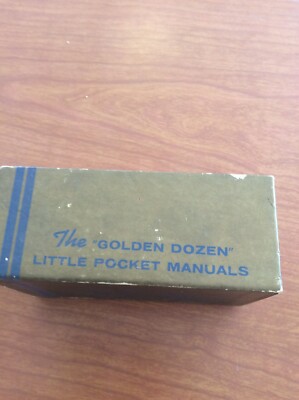 The "GOLDEN DOZEN"
LITTLE POCKET MANUALS